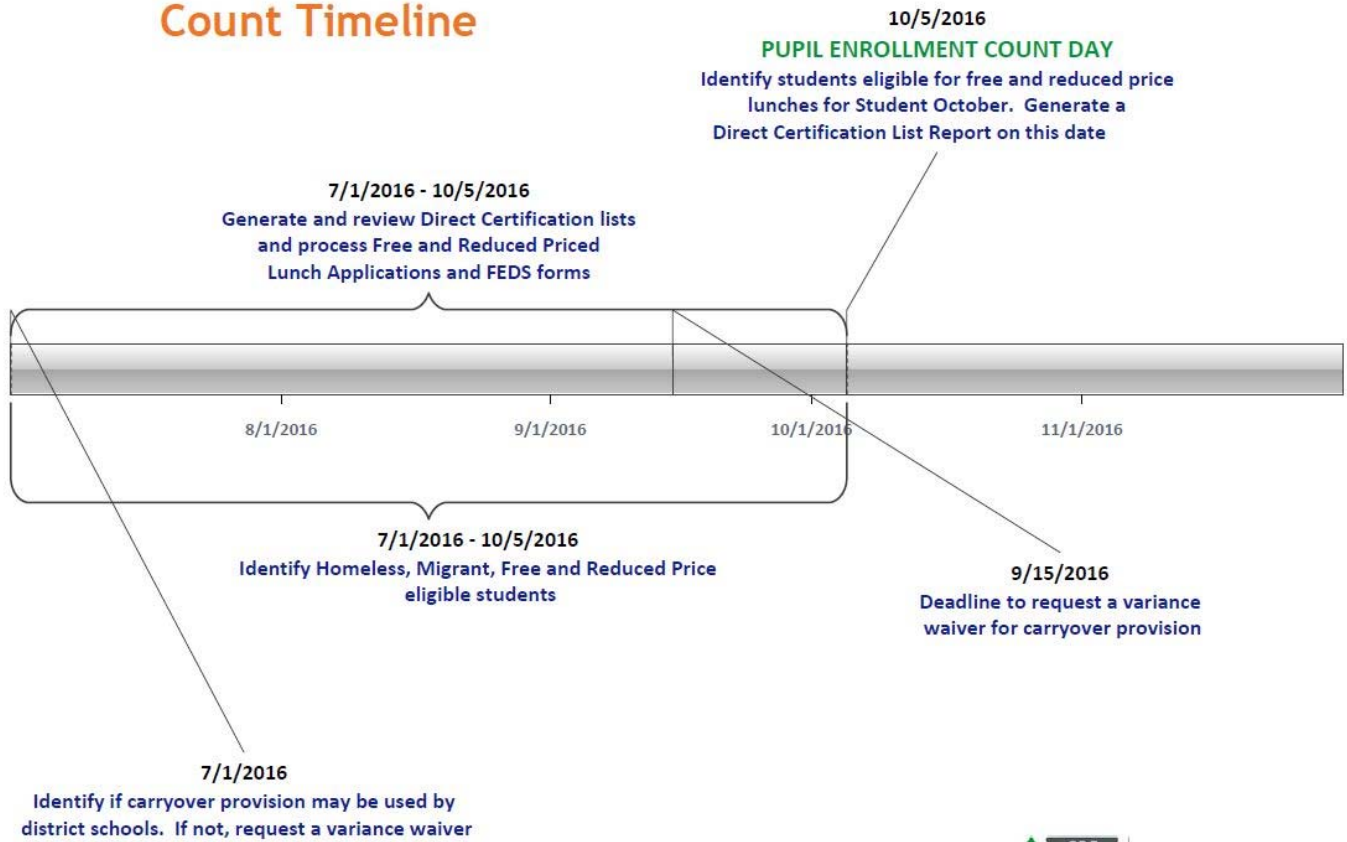 Count Timeline
10/5/2016
PUPIL ENROLLMENT COUNT DAY
Identify students eligible for free and reduced price
lunches for Student October.  Generate a
Direct Certification List Report on this date
7/1/2016 - 10/5/2016
Generate and review Direct Certification lists
and process Free and Reduced Priced
Lunch Applications and FEDS forms
8/1/2016
9/1/2016
10/1/2016
11/1/2016
7/1/2016 - 10/5/2016
Identify Homeless, Migrant, Free and Reduced Price
eligible students
9/15/2016
Deadline to request a variance
waiver for carryover provision
7/1/2016
Identify if carryover provision may be used by
district schools.  If not, request a variance waiver